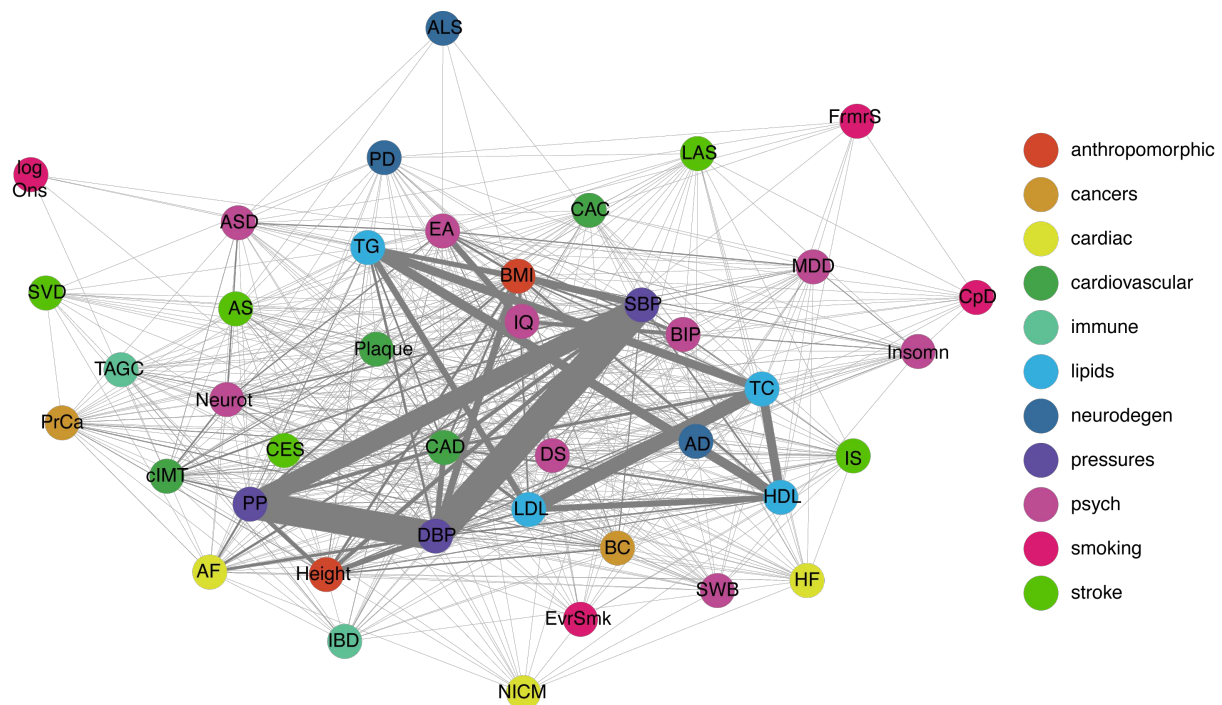 ALS
FrmrS
LAS
PD
log
Ons
CAC
ASD
EA
TG
MDD
BMI
SVD
CpD
SBP
AS
IQ
BIP
Plaque
Insomn
TAGC
TC
Neurot
PrCa
AD
CES
CAD
DS
IS
cIMT
HDL
PP
LDL
DBP
BC
AF
Height
HF
SWB
EvrSmk
IBD
NICM
anthropomorphic
cancers
cardiac
cardiovascular
immune
lipids
neurodegen
pressures
psych
smoking
stroke